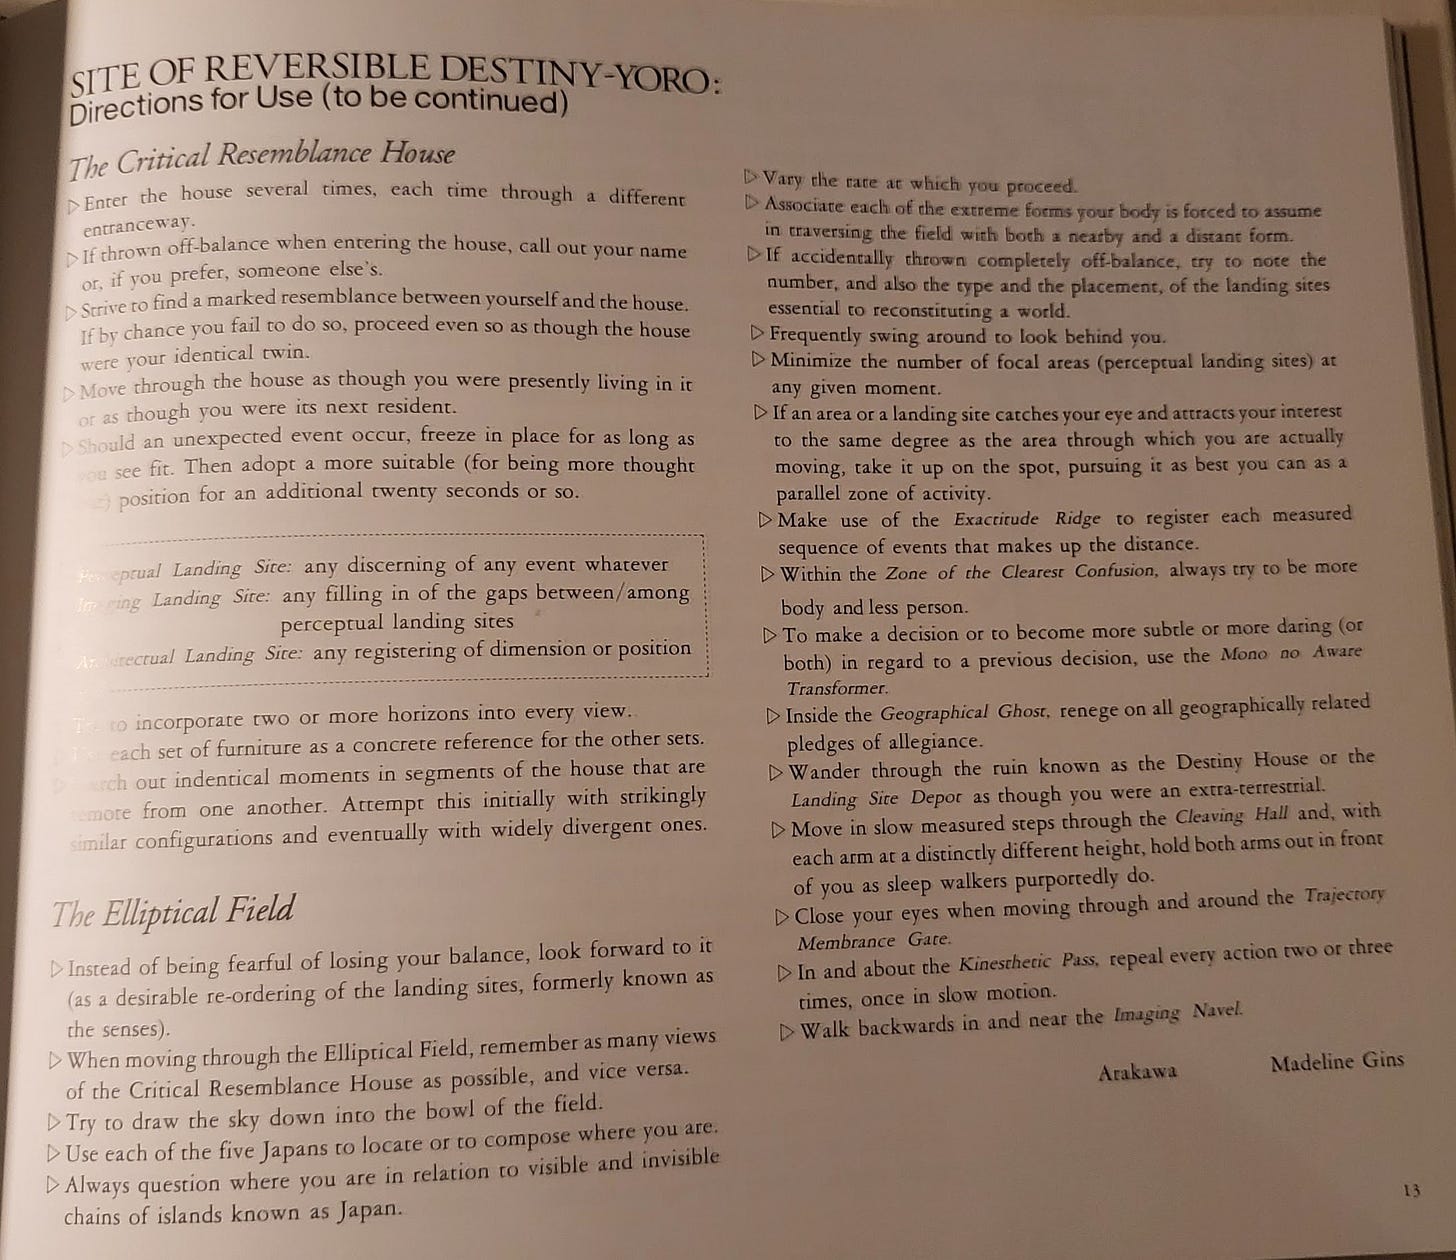 SITE OF REVERSIBLE DESTINY-YORO:
Directions for Use (to be continued)
The Critical Resemblance House
▷ Enter the house several times, each time through a different
entranceway.
▷ If thrown off-balance when entering the house, call out your name
or, if you prefer, someone else's.
▷ Strive to find a marked resemblance between yourself and the house.
If by chance you fail to do so, proceed even so as though the house
were your identical twin.
▷ Move through the house as though you were presently living in it
or as though you were its next resident.
▷ Should an unexpected event occur, freeze in place for as long as
you see fit. Then adopt a more suitable (for being more thought
position for an additional twenty seconds or so.
Perceptual Landing Site: any discerning of any event whatever
Imaging Landing Site: any filling in of the gaps between/among
perceptual landing sites
Architectual Landing Site: any registering of dimension or position
to incorporate two or more horizons into every view.
each set of furniture as a concrete reference for the other sets.
out indentical moments in segments of the house that are
remote from one another. Attempt this initially with strikingly
similar configurations and eventually with widely divergent ones.
The Elliptical Field
▷ Instead of being fearful of losing your balance, look forward to it
(as a desirable re-ordering of the landing sites, formerly known as
the senses).
▷ When moving through the Elliptical Field, remember as many views
of the Critical Resemblance House as possible, and vice versa.
▷ Try to draw the sky down into the bowl of the field.
▷ Use each of the five Japans to locate or to compose where you are.
▷ Always question where you are in relation to visible and invisible
chains of islands known as Japan.
▷ Vary the rate at which you proceed.
▷ Associate each of the extreme forms your body is forced to assume
in traversing the field with both a nearby and a distant form.
▷ If accidentally thrown completely off-balance, try to note the
number, and also the type and the placement, of the landing sites
essential to reconstituting a world.
▷ Frequently swing around to look behind you.
▷ Minimize the number of focal areas (perceptual landing sites) at
any given moment.
▷ If an area or a landing site catches your eye and attracts your interest
to the same degree as the area through which you are actually
moving, take it up on the spot, pursuing it as best you can as a
parallel zone of activity.
▷ Make use of the Exactitude Ridge to register each measured
sequence of events that makes up the distance.
▷ Within the Zone of the Clearest Confusion, always try to be more
body and less person.
▷ To make a decision or to become more subtle or more daring (or
both) in regard to a previous decision, use the Mono no Aware
Transformer.
▷ Inside the Geographical Ghost, renege on all geographically related
pledges of allegiance.
▷ Wander through the ruin known as the Destiny House or the
Landing Site Depot as though you were an extra-terrestrial.
▷ Move in slow measured steps through the Cleaving Hall and, with
each arm at a distinctly different height, hold both arms out in front
of you as sleep walkers purportedly do.
▷ Close your eyes when moving through and around the Trajectory
Membrance Gate.
▷ In and about the Kinesthetic Pass, repeal every action two or three
times, once in slow motion.
▷ Walk backwards in and near the Imaging Navel.
Arakawa Madeline Gins
13